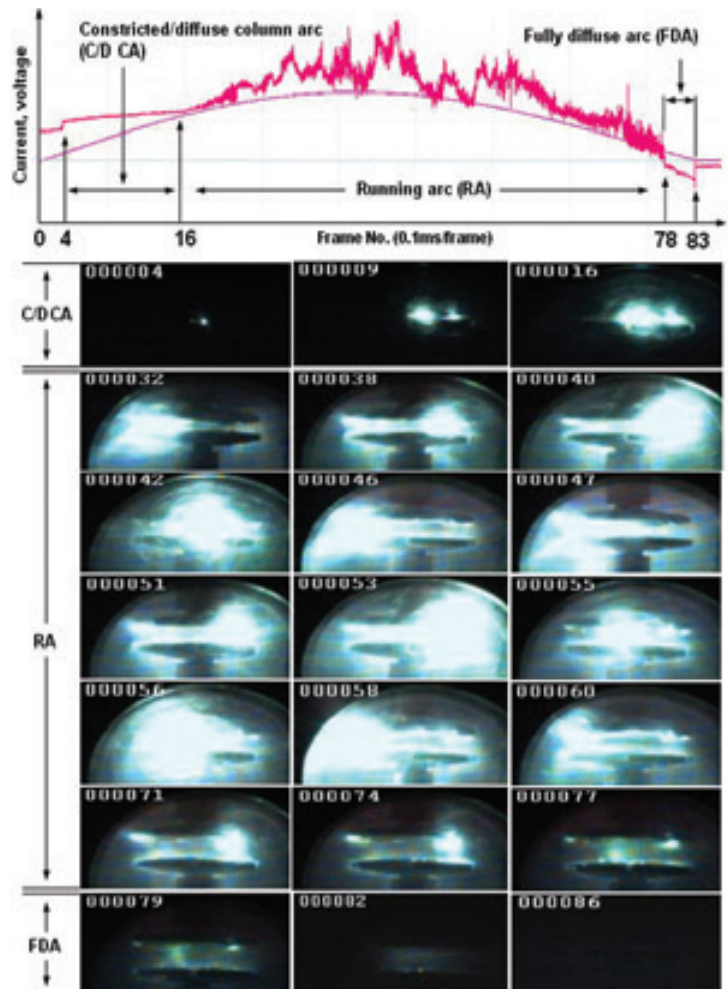 Constricted/diffuse column arc
(C/D CA)
Fully diffuse arc (FDA)
Current, voltage
Running arc (RA)
0 4 16 Frame No. (0.1ms/frame) 78 83
C/D CA
000004 000009 000016
RA
000032 000038 000040
000042 000046 000047
000051 000053 000055
000056 000058 000060
000071 000074 000077
FDA
000079 000082 000086